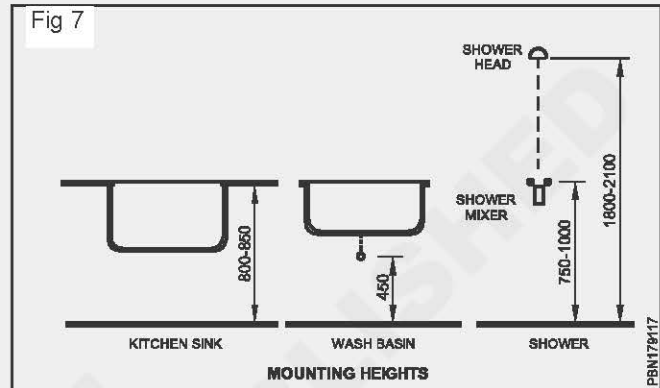 Fig 7
SHOWER
HEAD
SHOWER
MIXER
800-850
450
750-1000
1800-2100
KITCHEN SINK
WASH BASIN
SHOWER
MOUNTING HEIGHTS
PBN179117